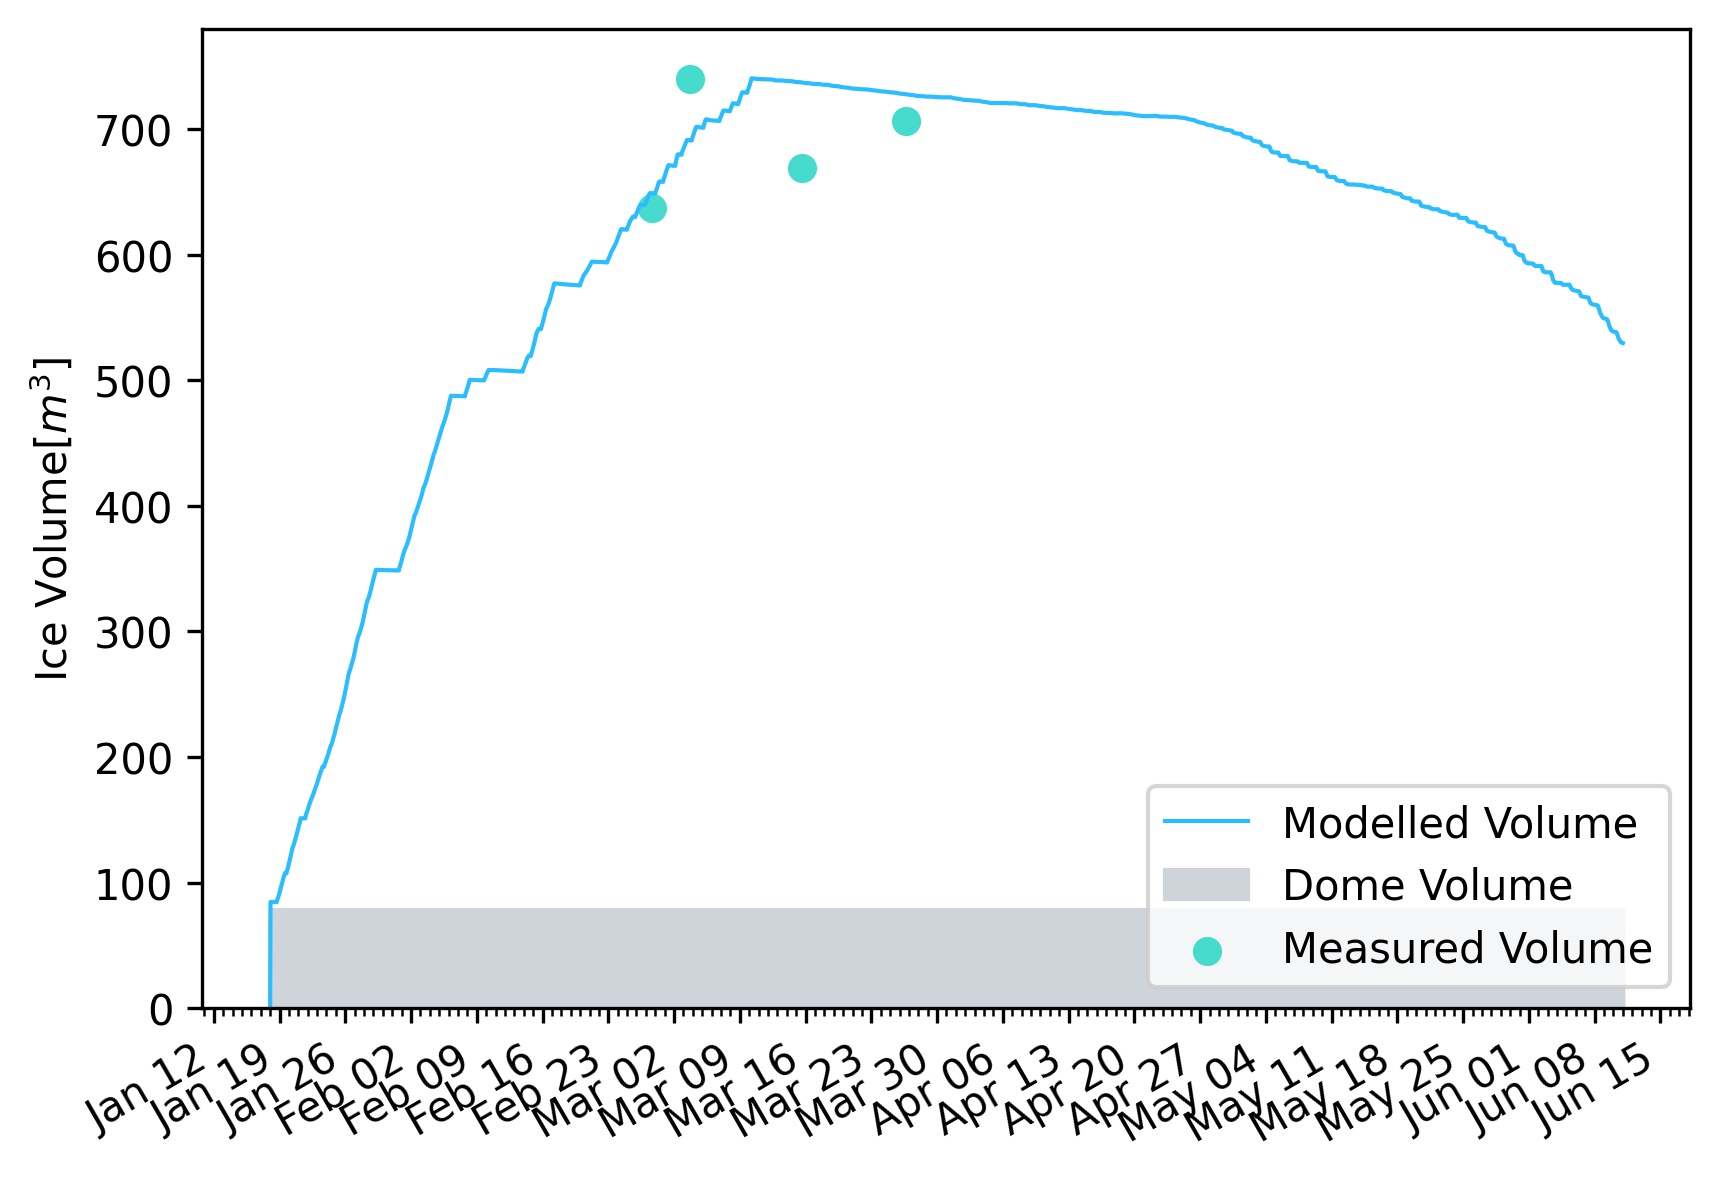 Ice Volume[m³]
700
600
500
400
300
200
100
0
Modelled Volume
Dome Volume
Measured Volume
Jan 12
Jan 19
Jan 26
Feb 02
Feb 09
Feb 16
Feb 23
Mar 02
Mar 09
Mar 16
Mar 23
Mar 30
Apr 06
Apr 13
Apr 20
Apr 27
May 04
May 11
May 18
May 25
Jun 01
Jun 08
Jun 15